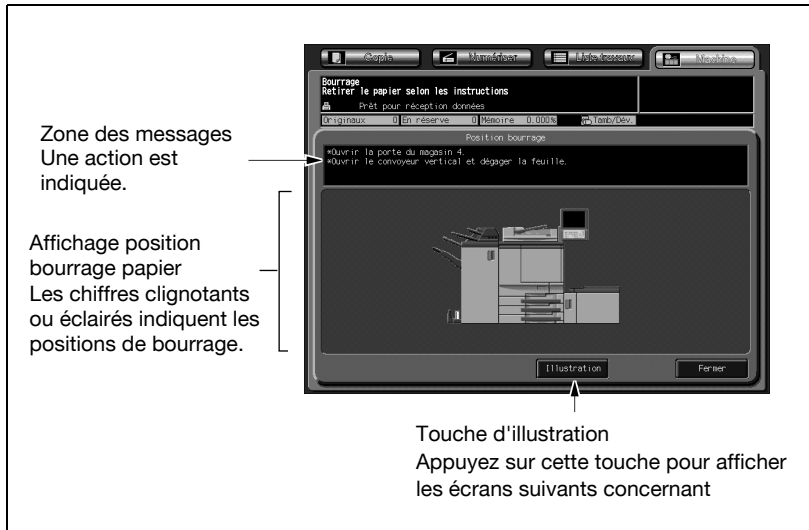 Copie
Numériser
Liste travaux
Machine
Bourrage
Retirer le papier selon les instructions
Prêt pour réception données
Originaux 0 En réserve 0 Mémoire 0.000% Tamb/Dév.
Position bourrage
*Ouvrir la porte du magasin 4.
*Ouvrir le convoyeur vertical et dégager la feuille.
Zone des messages
Une action est
indiquée.
Affichage position
bourrage papier
Les chiffres clignotants
ou éclairés indiquent les
positions de bourrage.
Illustration
Fermer
Touche d'illustration
Appuyez sur cette touche pour afficher
les écrans suivants concernant